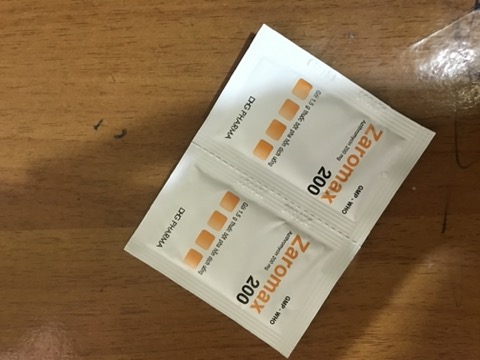 GMP - WHO
Zaromax 200
Azithromycin 200 mg
Gói 1,5 g thuốc bột pha hỗn dịch uống
DHG PHARMA
GMP - WHO
Zaromax 200
Azithromycin 200 mg
Gói 1,5 g thuốc bột pha hỗn dịch uống
DHG PHARMA